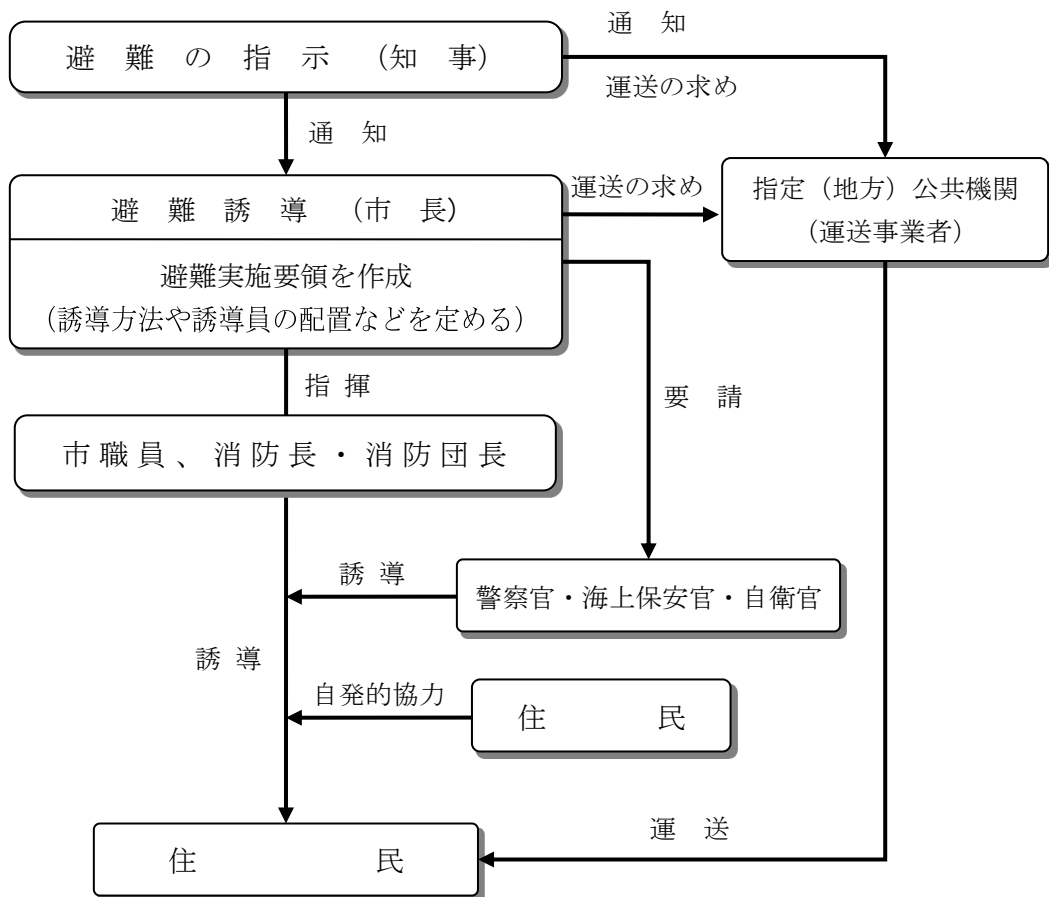 通 知
避 難 の 指 示 （知 事）
運送の求め
通 知
避 難 誘 導 （市 長）
運送の求め
指定（地方）公共機関
（運送事業者）
避難実施要領を作成
（誘導方法や誘導員の配置などを定める）
指 揮
要 請
市職員、消防長・消防団長
誘 導
警察官・海上保安官・自衛官
誘 導
自発的協力
住 民
運 送
住 民